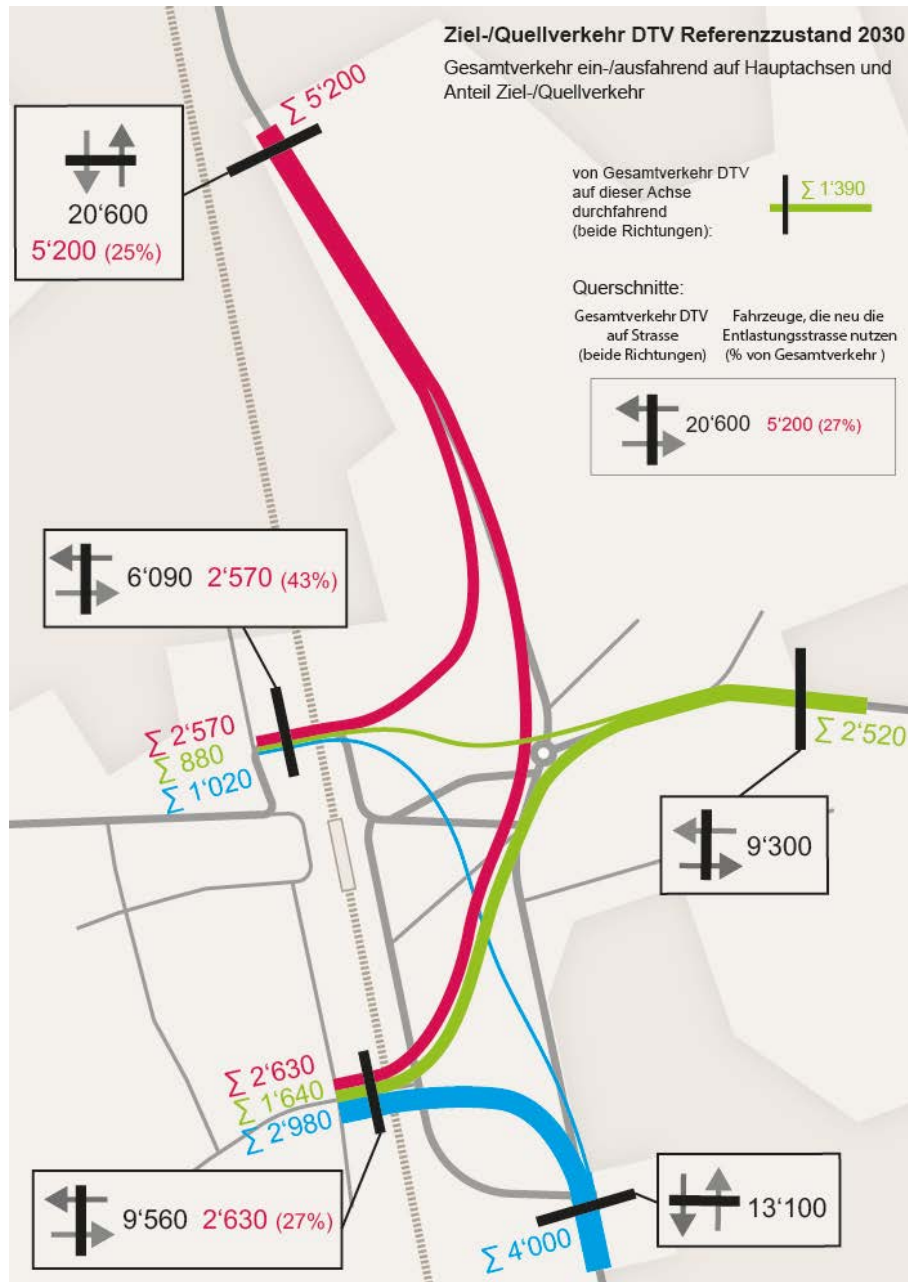 Ziel-/Quellverkehr DTV Referenzzustand 2030
Gesamtverkehr ein-/ausfahrend auf Hauptachsen und
Anteil Ziel-/Quellverkehr
∑ 5‘200
20‘600
5‘200 (25%)
von Gesamtverkehr DTV
auf dieser Achse
durchfahrend
(beide Richtungen):
∑ 1‘390
Querschnitte:
Gesamtverkehr DTV
auf Strasse
(beide Richtungen)
Fahrzeuge, die neu die
Entlastungsstrasse nutzen
(% von Gesamtverkehr )
20‘600 5‘200 (27%)
6‘090 2‘570 (43%)
∑ 2‘570
∑ 880
∑ 1‘020
∑ 2‘520
9‘300
∑ 2‘630
∑ 1‘640
∑ 2‘980
9‘560 2‘630 (27%)
∑ 4‘000
13‘100